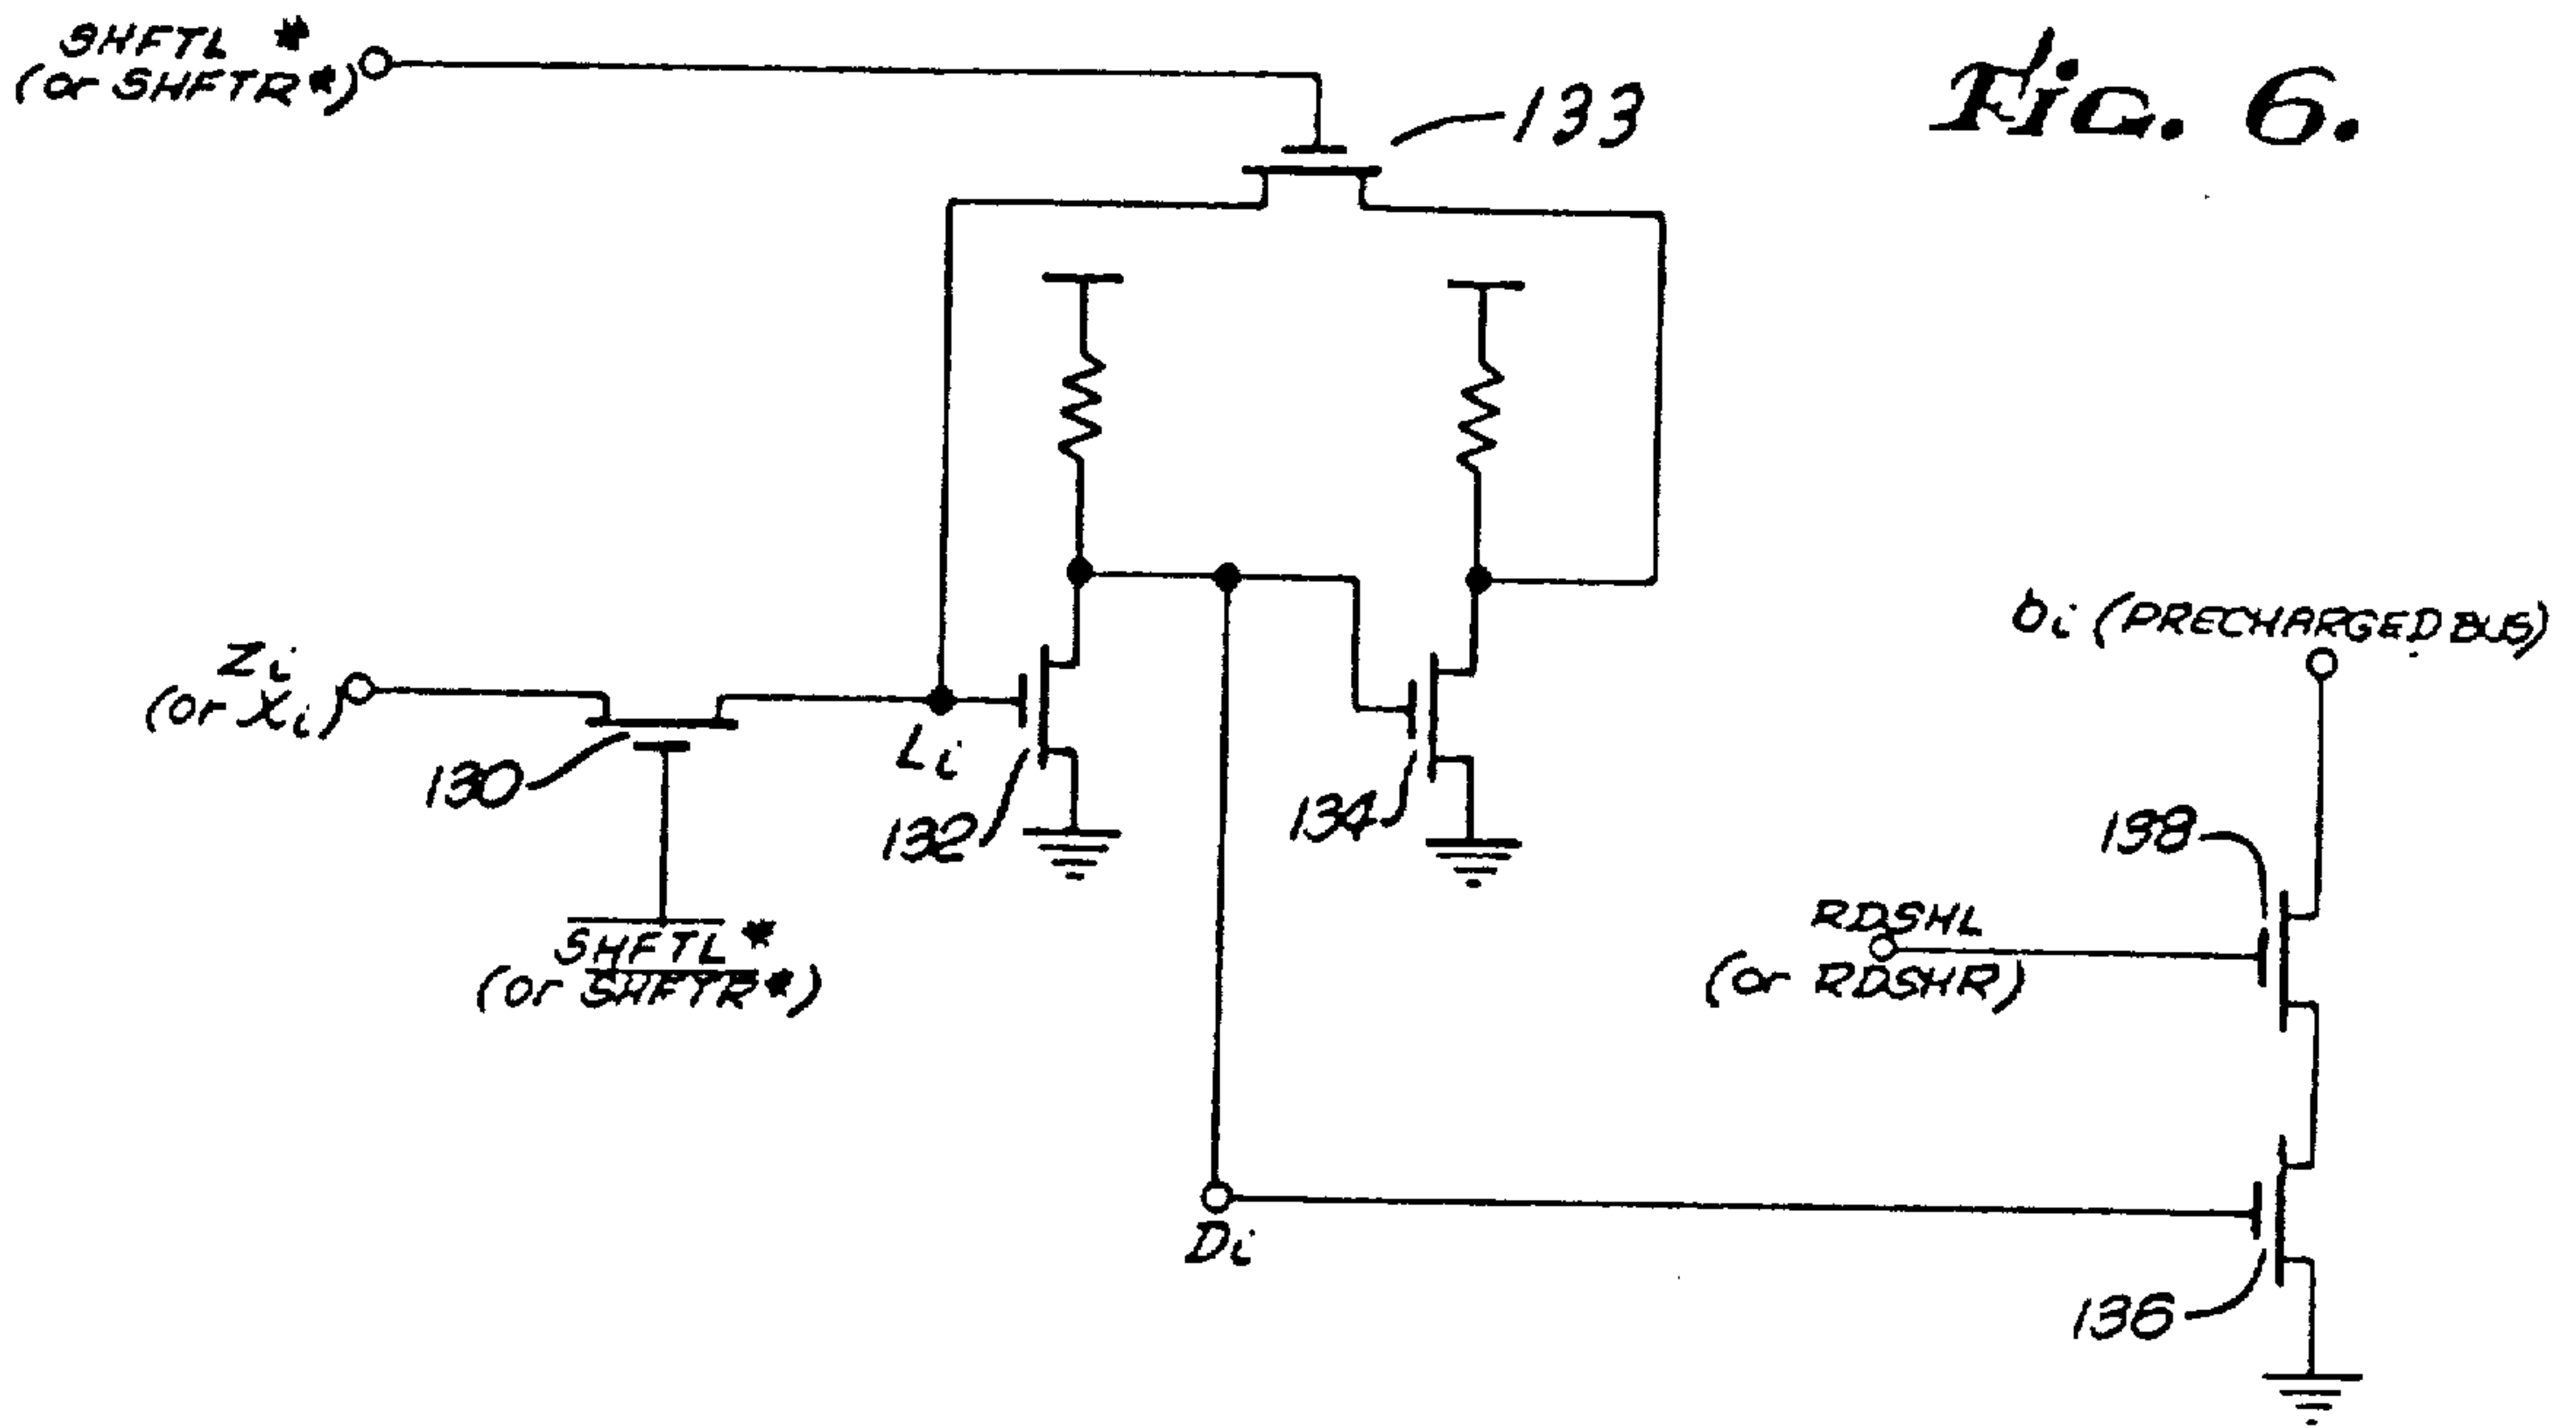 SHFTL *
(or SHFTR*)
Fig. 6.
133
bi (PRECHARGED BUS)
Zi
(or Xi)
130
Li
132
134
138
RDSHL
(or RDSHR)
SHFTL *
(or SHFTR*)
Di
136